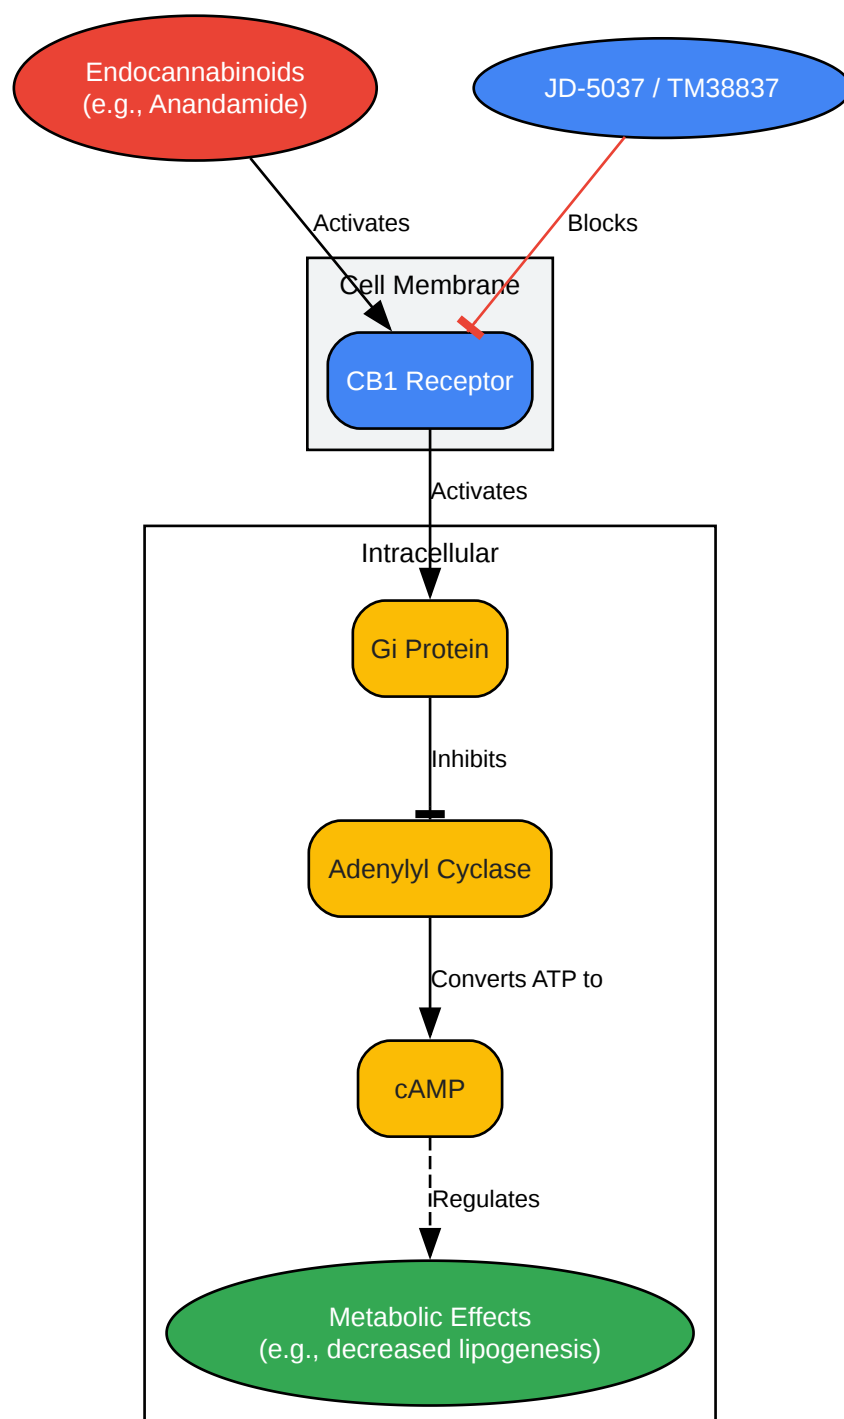 Endocannabinoids
(e.g., Anandamide)
JD-5037 / TM38837
Activates
Blocks
Cell Membrane
CB1 Receptor
Activates
Intracellular
Gi Protein
Inhibits
Adenylyl Cyclase
Converts ATP to
cAMP
Regulates
Metabolic Effects
(e.g., decreased lipogenesis)